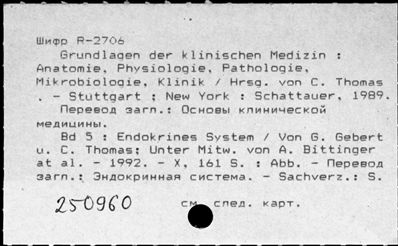 Шифр R-2706
Grundlagen der klinischen Medizin :
Anatomie, Physiologie, Pathologie,
Mikrobiologie, Klinik / Hrsg. von C. Thomas
. - Stuttgart ; New York : Schattauer, 1989.
Перевод загл.: Основы клинической
медицины.
Bd 5 : Endokrines System / Von G. Gebert
u. C. Thomas; Unter Mitw. von A. Bittinger
at al. - 1992. - X, 161 S. : Abb. - Перевод
загл.: Эндокринная система. - Sachverz.: S.
250960 см. след. карт.